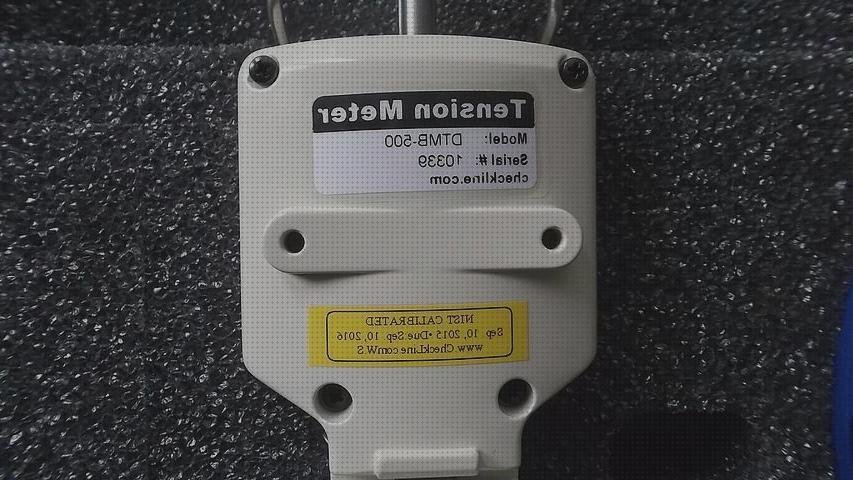 Tension Meter
Model: DTMB-500
Serial #: 10339
checkline.com
NIST CALIBRATED
Sep 10, 2015 • Due Sep 10, 2016
www.CheckLine.com W.S